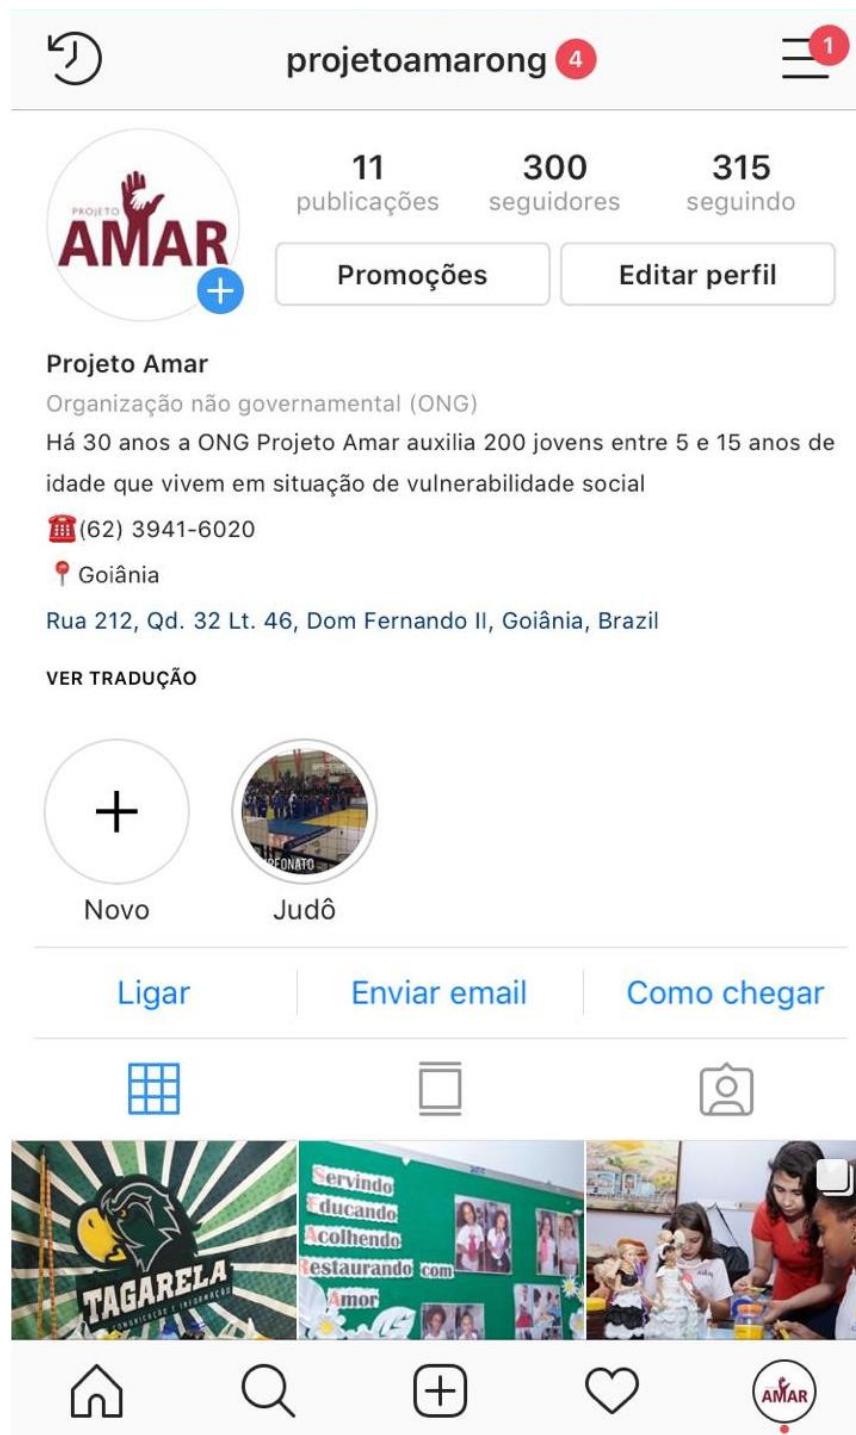 projetoamarong 4
1
PROJETO
AMAR
11 300 315
publicações seguidores seguindo
Promoções Editar perfil
Projeto Amar
Organização não governamental (ONG)
Há 30 anos a ONG Projeto Amar auxilia 200 jovens entre 5 e 15 anos de
idade que vivem em situação de vulnerabilidade social
(62) 3941-6020
Goiânia
Rua 212, Qd. 32 Lt. 46, Dom Fernando II, Goiânia, Brazil
VER TRADUÇÃO
Novo Judô
Ligar Enviar email Como chegar
TAGARELA
COMUNICAÇÃO E INFORMAÇÃO
Servindo
Educando
Acolhendo
Restaurando com
Amor
AMAR